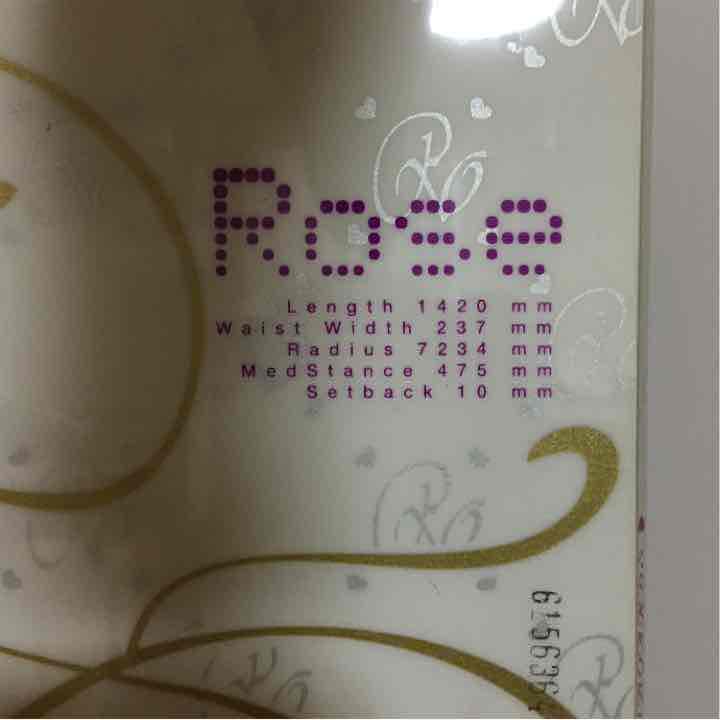 Rose
Length 1420 mm
Waist Width 237 mm
Radius 7234 mm
MedStance 475 mm
Setback 10 mm